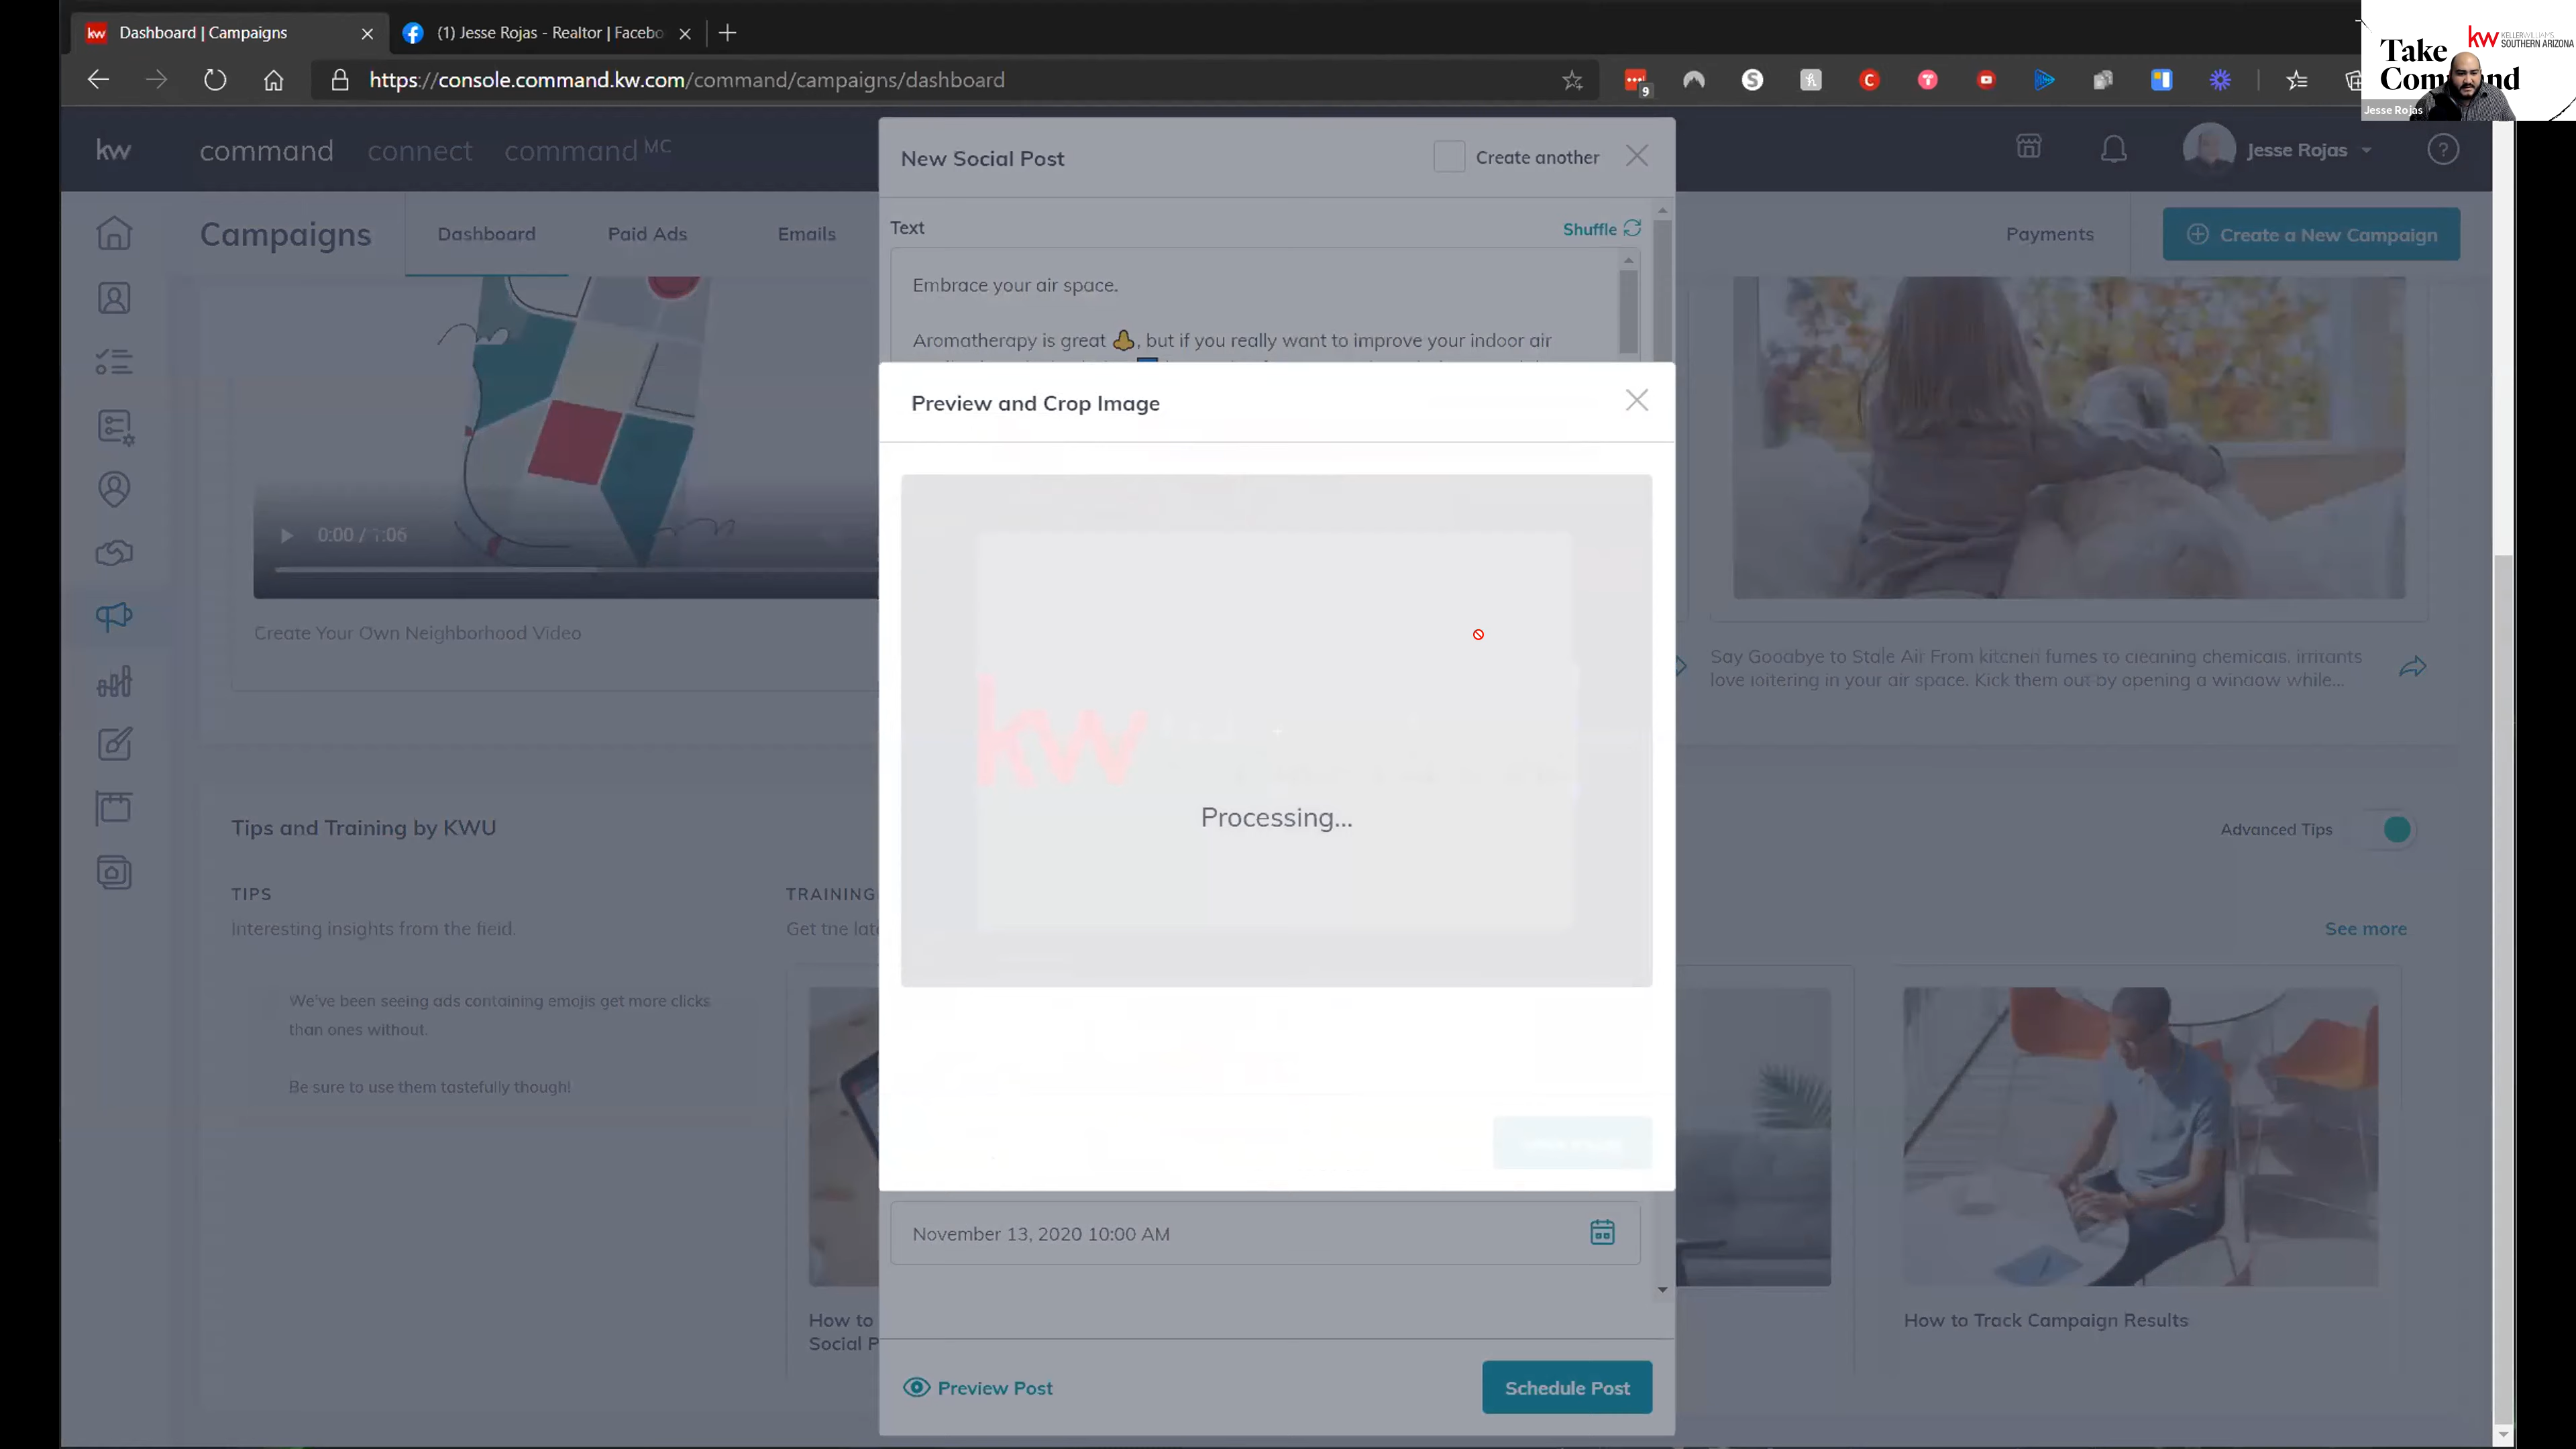 Dashboard | Campaigns
(1) Jesse Rojas - Realtor | Facebo
https://console.command.kw.com/command/campaigns/dashboard
9
Take
Command
kw KELLERWILLIAMS
SOUTHERN ARIZONA
Jesse Rojas
kw
command
connect
command MC
Jesse Rojas
New Social Post
Create another
Campaigns
Dashboard
Paid Ads
Emails
Payments
Create a New Campaign
Text
Shuffle
Embrace your air space.
Aromatherapy is great 👃, but if you really want to improve your indoor air
Preview and Crop Image
kw
Processing...
0:00 / 1:06
Create Your Own Neighborhood Video
Say Goodbye to Stale Air From kitchen fumes to cleaning chemicals, irritants
love loitering in your air space. Kick them out by opening a window while...
Tips and Training by KWU
Advanced Tips
TIPS
TRAINING
Interesting insights from the field.
Get the late
See more
We've been seeing ads containing emojis get more clicks
than ones without.
Be sure to use them tastefully though!
November 13, 2020 10:00 AM
How to
Social P
How to Track Campaign Results
Preview Post
Schedule Post